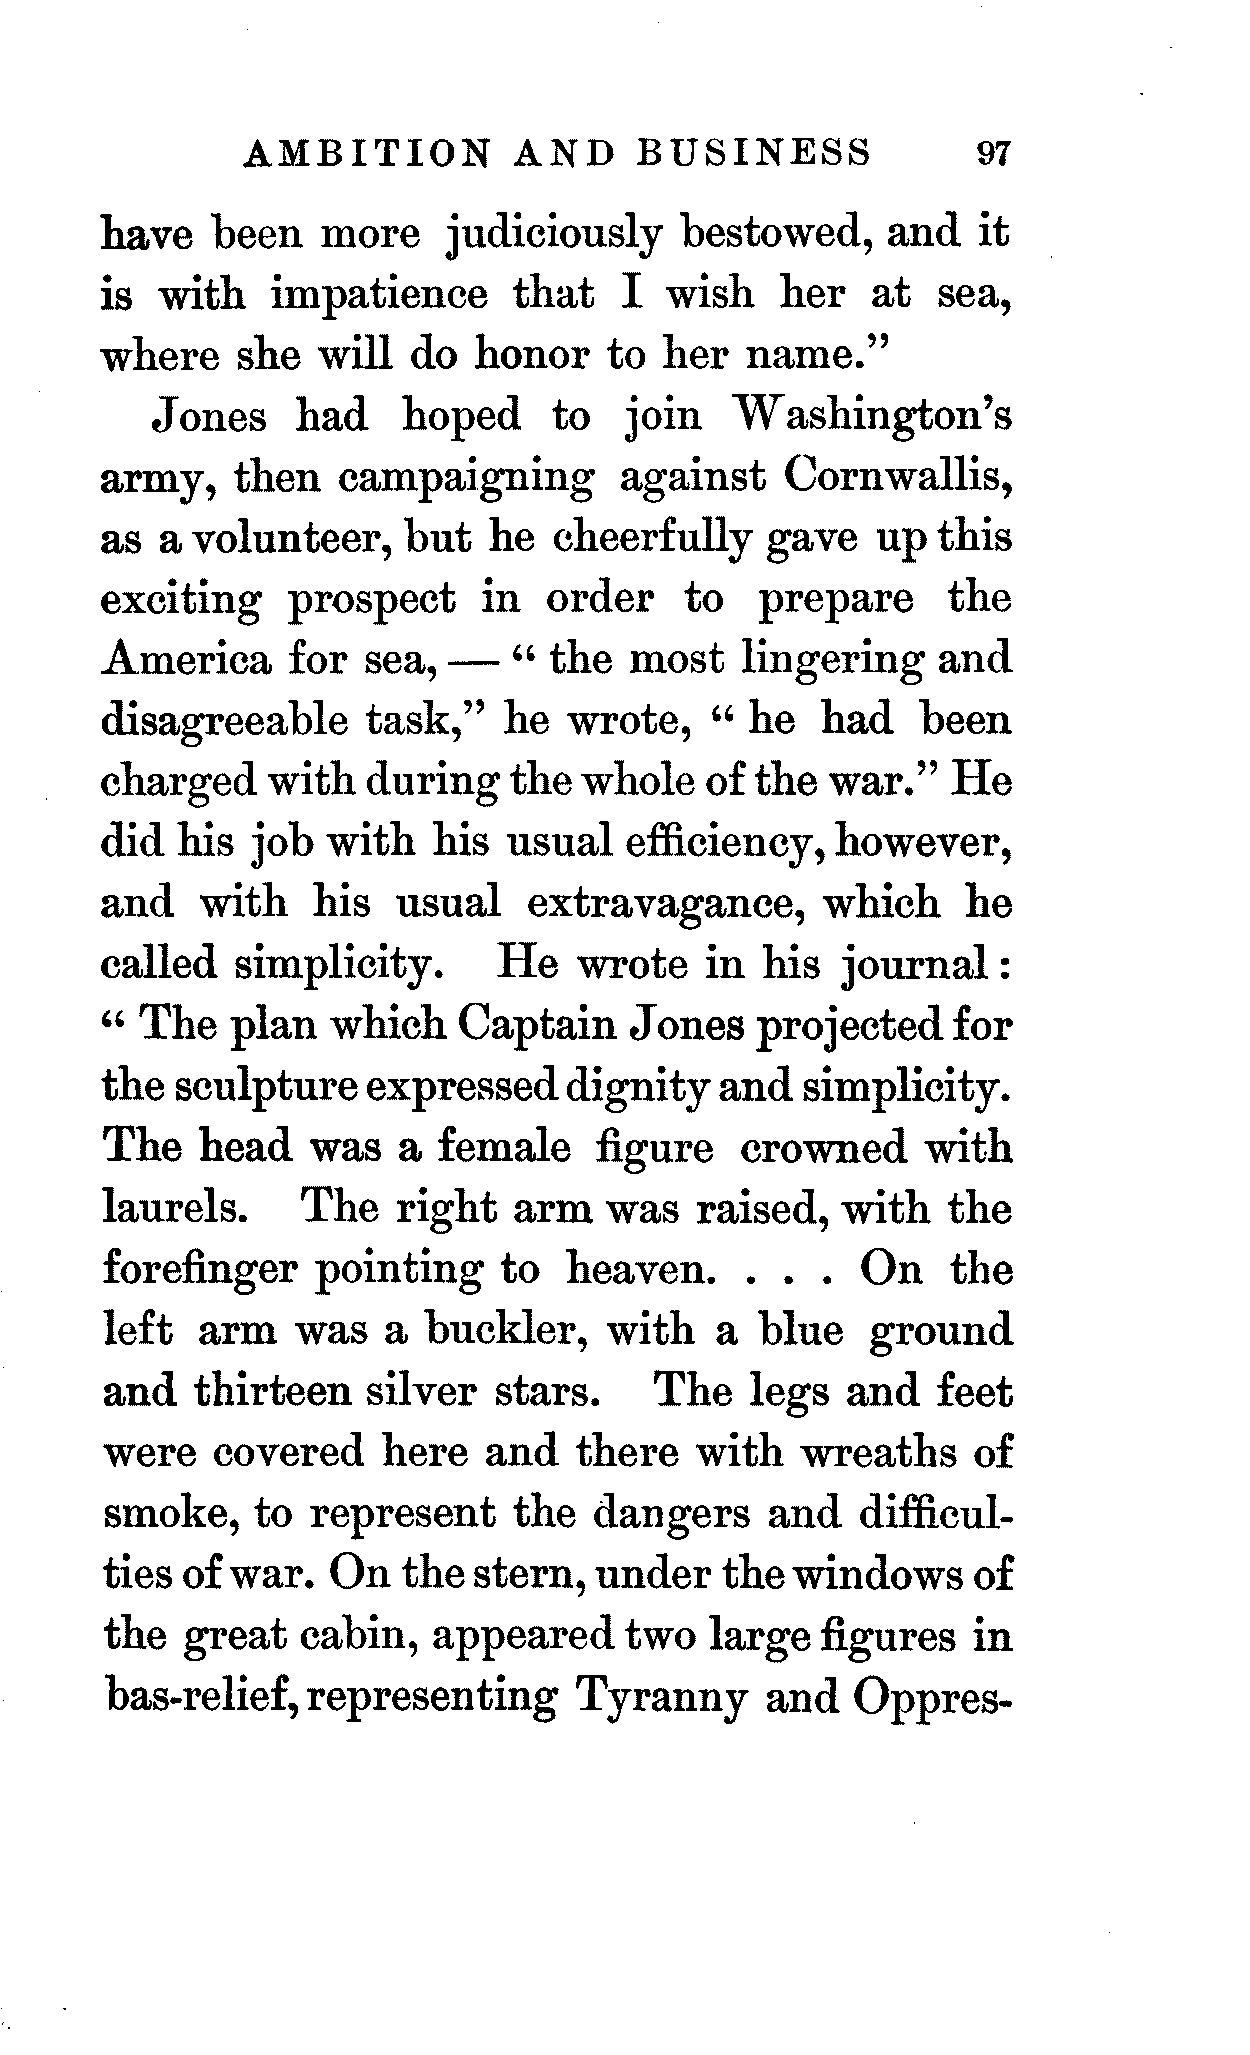 AMBITION AND BUSINESS 97
have been more judiciously bestowed, and it
is with impatience that I wish her at sea,
where she will do honor to her name.”
Jones had hoped to join Washington’s
army, then campaigning against Cornwallis,
as a volunteer, but he cheerfully gave up this
exciting prospect in order to prepare the
America for sea, — “ the most lingering and
disagreeable task,” he wrote, “ he had been
charged with during the whole of the war.” He
did his job with his usual efficiency, however,
and with his usual extravagance, which he
called simplicity. He wrote in his journal :
“ The plan which Captain Jones projected for
the sculpture expressed dignity and simplicity.
The head was a female figure crowned with
laurels. The right arm was raised, with the
forefinger pointing to heaven. . . . On the
left arm was a buckler, with a blue ground
and thirteen silver stars. The legs and feet
were covered here and there with wreaths of
smoke, to represent the dangers and difficul-
ties of war. On the stern, under the windows of
the great cabin, appeared two large figures in
bas-relief, representing Tyranny and Oppres-